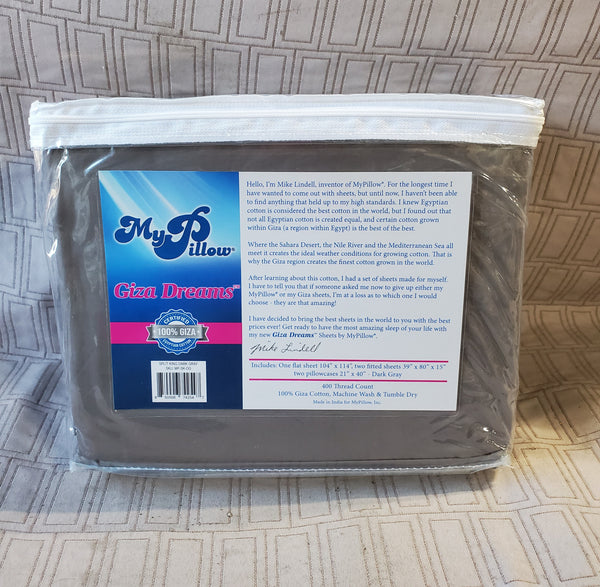 My Pillow®
Giza Dreams™
CERTIFIED
100% GIZA
EGYPTIAN COTTON
SPLIT KING DARK GRAY
Hello, I'm Mike Lindell, inventor of MyPillow®. For the longest time I
have wanted to come out with sheets, but until now, I haven't been able
to find anything that held up to my high standards. I knew Egyptian
cotton is considered the best cotton in the world, but I found out that
not all Egyptian cotton is created equal, and certain cotton grown
within Giza (a region within Egypt) is the best of the best.
Where the Sahara Desert, the Nile River and the Mediterranean Sea all
meet it creates the ideal weather conditions for growing cotton. That is
why the Giza region creates the finest cotton grown in the world.
After learning about this cotton, I had a set of sheets made for myself.
I have to tell you that if someone asked me now to give up either my
MyPillow® or my Giza sheets, I'm at a loss as to which one I would
choose - they are that amazing!
I have decided to bring the best sheets in the world to you with the best
prices ever! Get ready to have the most amazing sleep of your life with
my new Giza Dreams™ Sheets by MyPillow®.
Mike Lindell
Includes: One flat sheet 104" x 114", two fitted sheets 39" x 80" x 15"
two pillowcases 21" x 40" - Dark Gray
400 Thread Count
100% Giza Cotton, Machine Wash & Tumble Dry
Made in India for MyPillow, Inc.